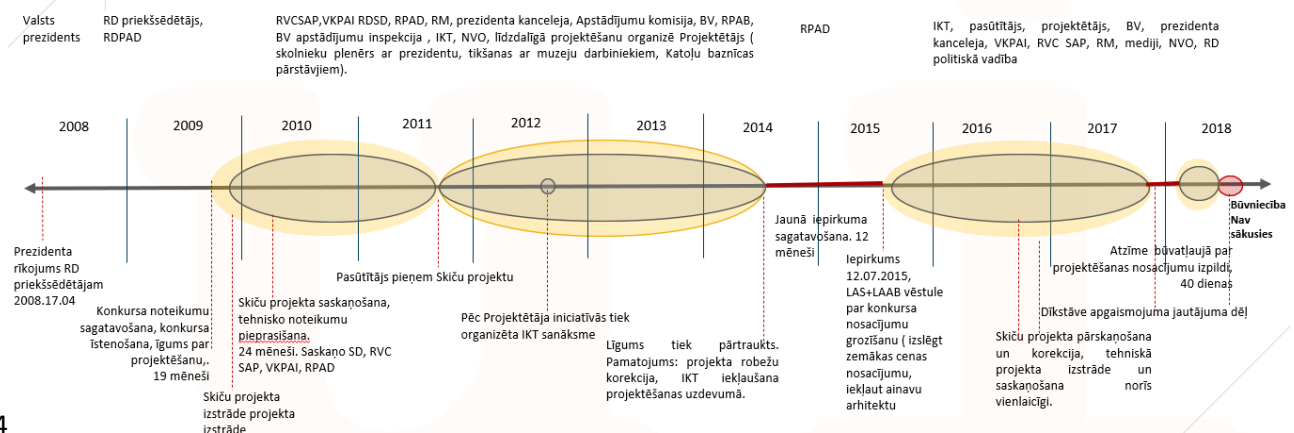 Valsts
prezidents
RD priekšsēdētājs,
RDPAD
RVCSAP,VKPAI RDSD, RPAD, RM, prezidenta kanceleja, Apstādījumu komisija, BV, RPAB,
BV apstādījumu inspekcija , IKT, NVO, līdzdalīgā projektēšanu organizē Projektētājs (
skolnieku plenērs ar prezidentu, tikšanas ar muzeju darbiniekiem, Katoļu baznīcas
pārstāvjiem).
RPAD
IKT, pasūtītājs, projektētājs, BV, prezidenta
kanceleja, VKPAI, RVC SAP, RM, mediji, NVO, RD
politiskā vadība
2008
2009
2010
2011
2012
2013
2014
2015
2016
2017
2018
Prezidenta
rīkojums RD
priekšsēdētājam
2008.17.04
Konkursa noteikumu
sagatavošana, konkursa
īstenošana, līgums par
projektēšanu,.
19 mēneši
Skiču projekta
izstrāde projekta
izstrāde
Skiču projekta saskaņošana,
tehnisko noteikumu
pieprasīšana.
24 mēneši. Saskaņo SD, RVC
SAP, VKPAI, RPAD
Pasūtītājs pieņem Skiču projektu
Pēc Projektētāja iniciatīvās tiek
organizēta IKT sanāksme
Līgums tiek pārtraukts.
Pamatojums: projekta robežu
korekcija, IKT iekļaušana
projektēšanas uzdevumā.
Jaunā iepirkuma
sagatavošana. 12
mēneši
Iepirkums
12.07.2015,
LAS+LAAB vēstule
par konkursa
nosacījumu
grozīšanu ( izslēgt
zemākas cenas
nosacījumu,
iekļaut ainavu
arhitektu
Skiču projekta pārskaņošana
un korekcija, tehniskā
projekta izstrāde un
saskaņošana norīs
vienlaicīgi.
Dīkstāve apgaismojuma jautājuma dēļ
Atzīme būvatļaujā par
projektēšanas nosacījumu izpildi,
40 dienas
Būvniecība
Nav
sākusies
4